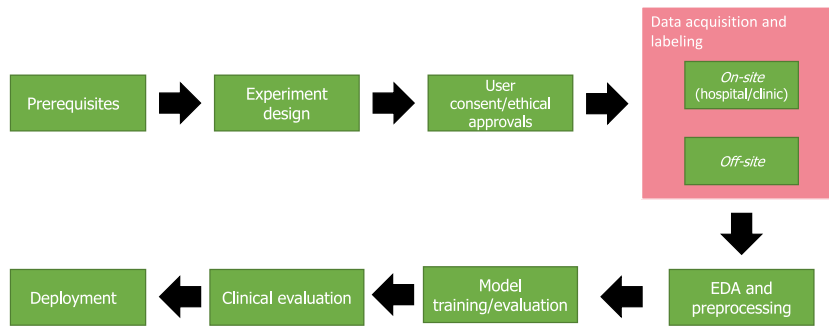 Data acquisition and
labeling
Prerequisites
Experiment
design
User
consent/ethical
approvals
On-site
(hospital/clinic)
Off-site
Deployment
Clinical evaluation
Model
training/evaluation
EDA and
preprocessing